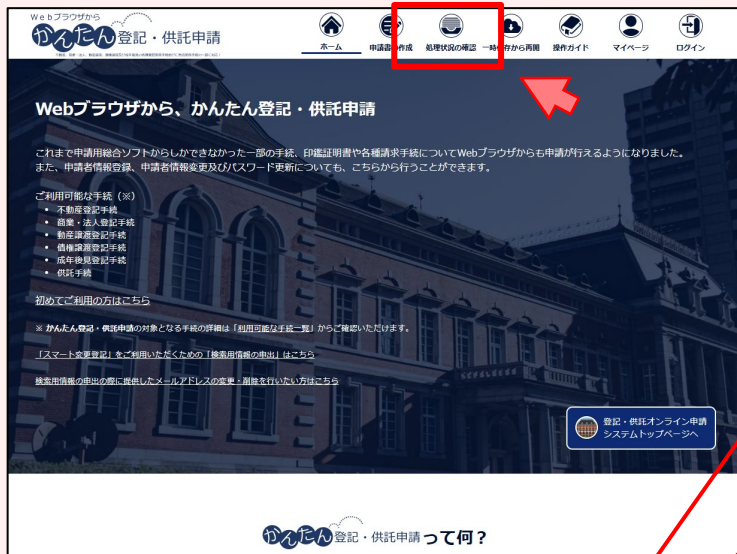 Webブラウザから
かんたん 登記・供託申請
ホーム
申請書の作成
処理状況の確認
一時保存から再開
操作ガイド
マイページ
ログイン
Webブラウザから、かんたん登記・供託申請
これまで申請用総合ソフトからしかできなかった一部の手続、印鑑証明書や各種請求手続についてWebブラウザからも申請が行えるようになりました。
また、申請者情報登録、申請者情報変更及びパスワード更新についても、こちらから行うことができます。
ご利用可能な手続（※）
• 不動産登記手続
• 商業・法人登記手続
• 動産譲渡登記手続
• 債権譲渡登記手続
• 成年後見登記手続
• 供託手続
初めてご利用の方はこちら
※ かんたん登記・供託申請の対象となる手続の詳細は「利用可能な手続一覧」からご確認いただけます。
「スマート変更登記」をご利用いただくための「検索用情報の申出」はこちら
検索用情報の申出の際に提供したメールアドレスの変更・削除を行いたい方はこちら
登記・供託オンライン申請
システムトップページへ
かんたん 登記・供託申請 って何？